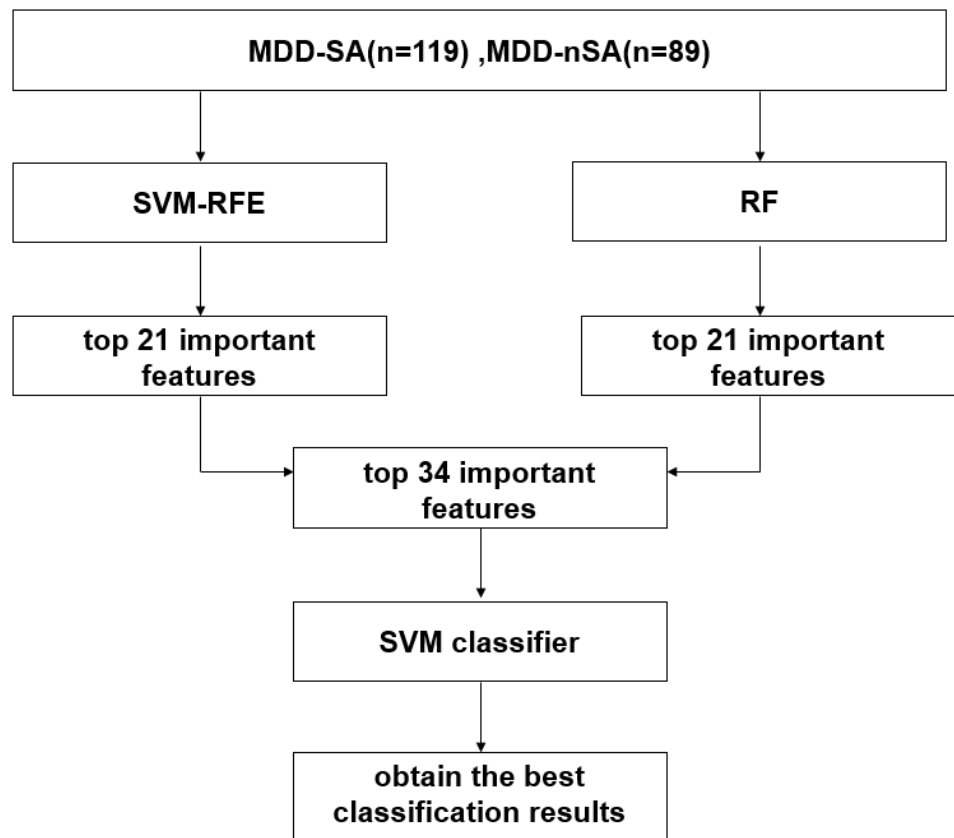 MDD-SA(n=119) ,MDD-nSA(n=89)
SVM-RFE
RF
top 21 important
features
top 21 important
features
top 34 important
features
SVM classifier
obtain the best
classification results